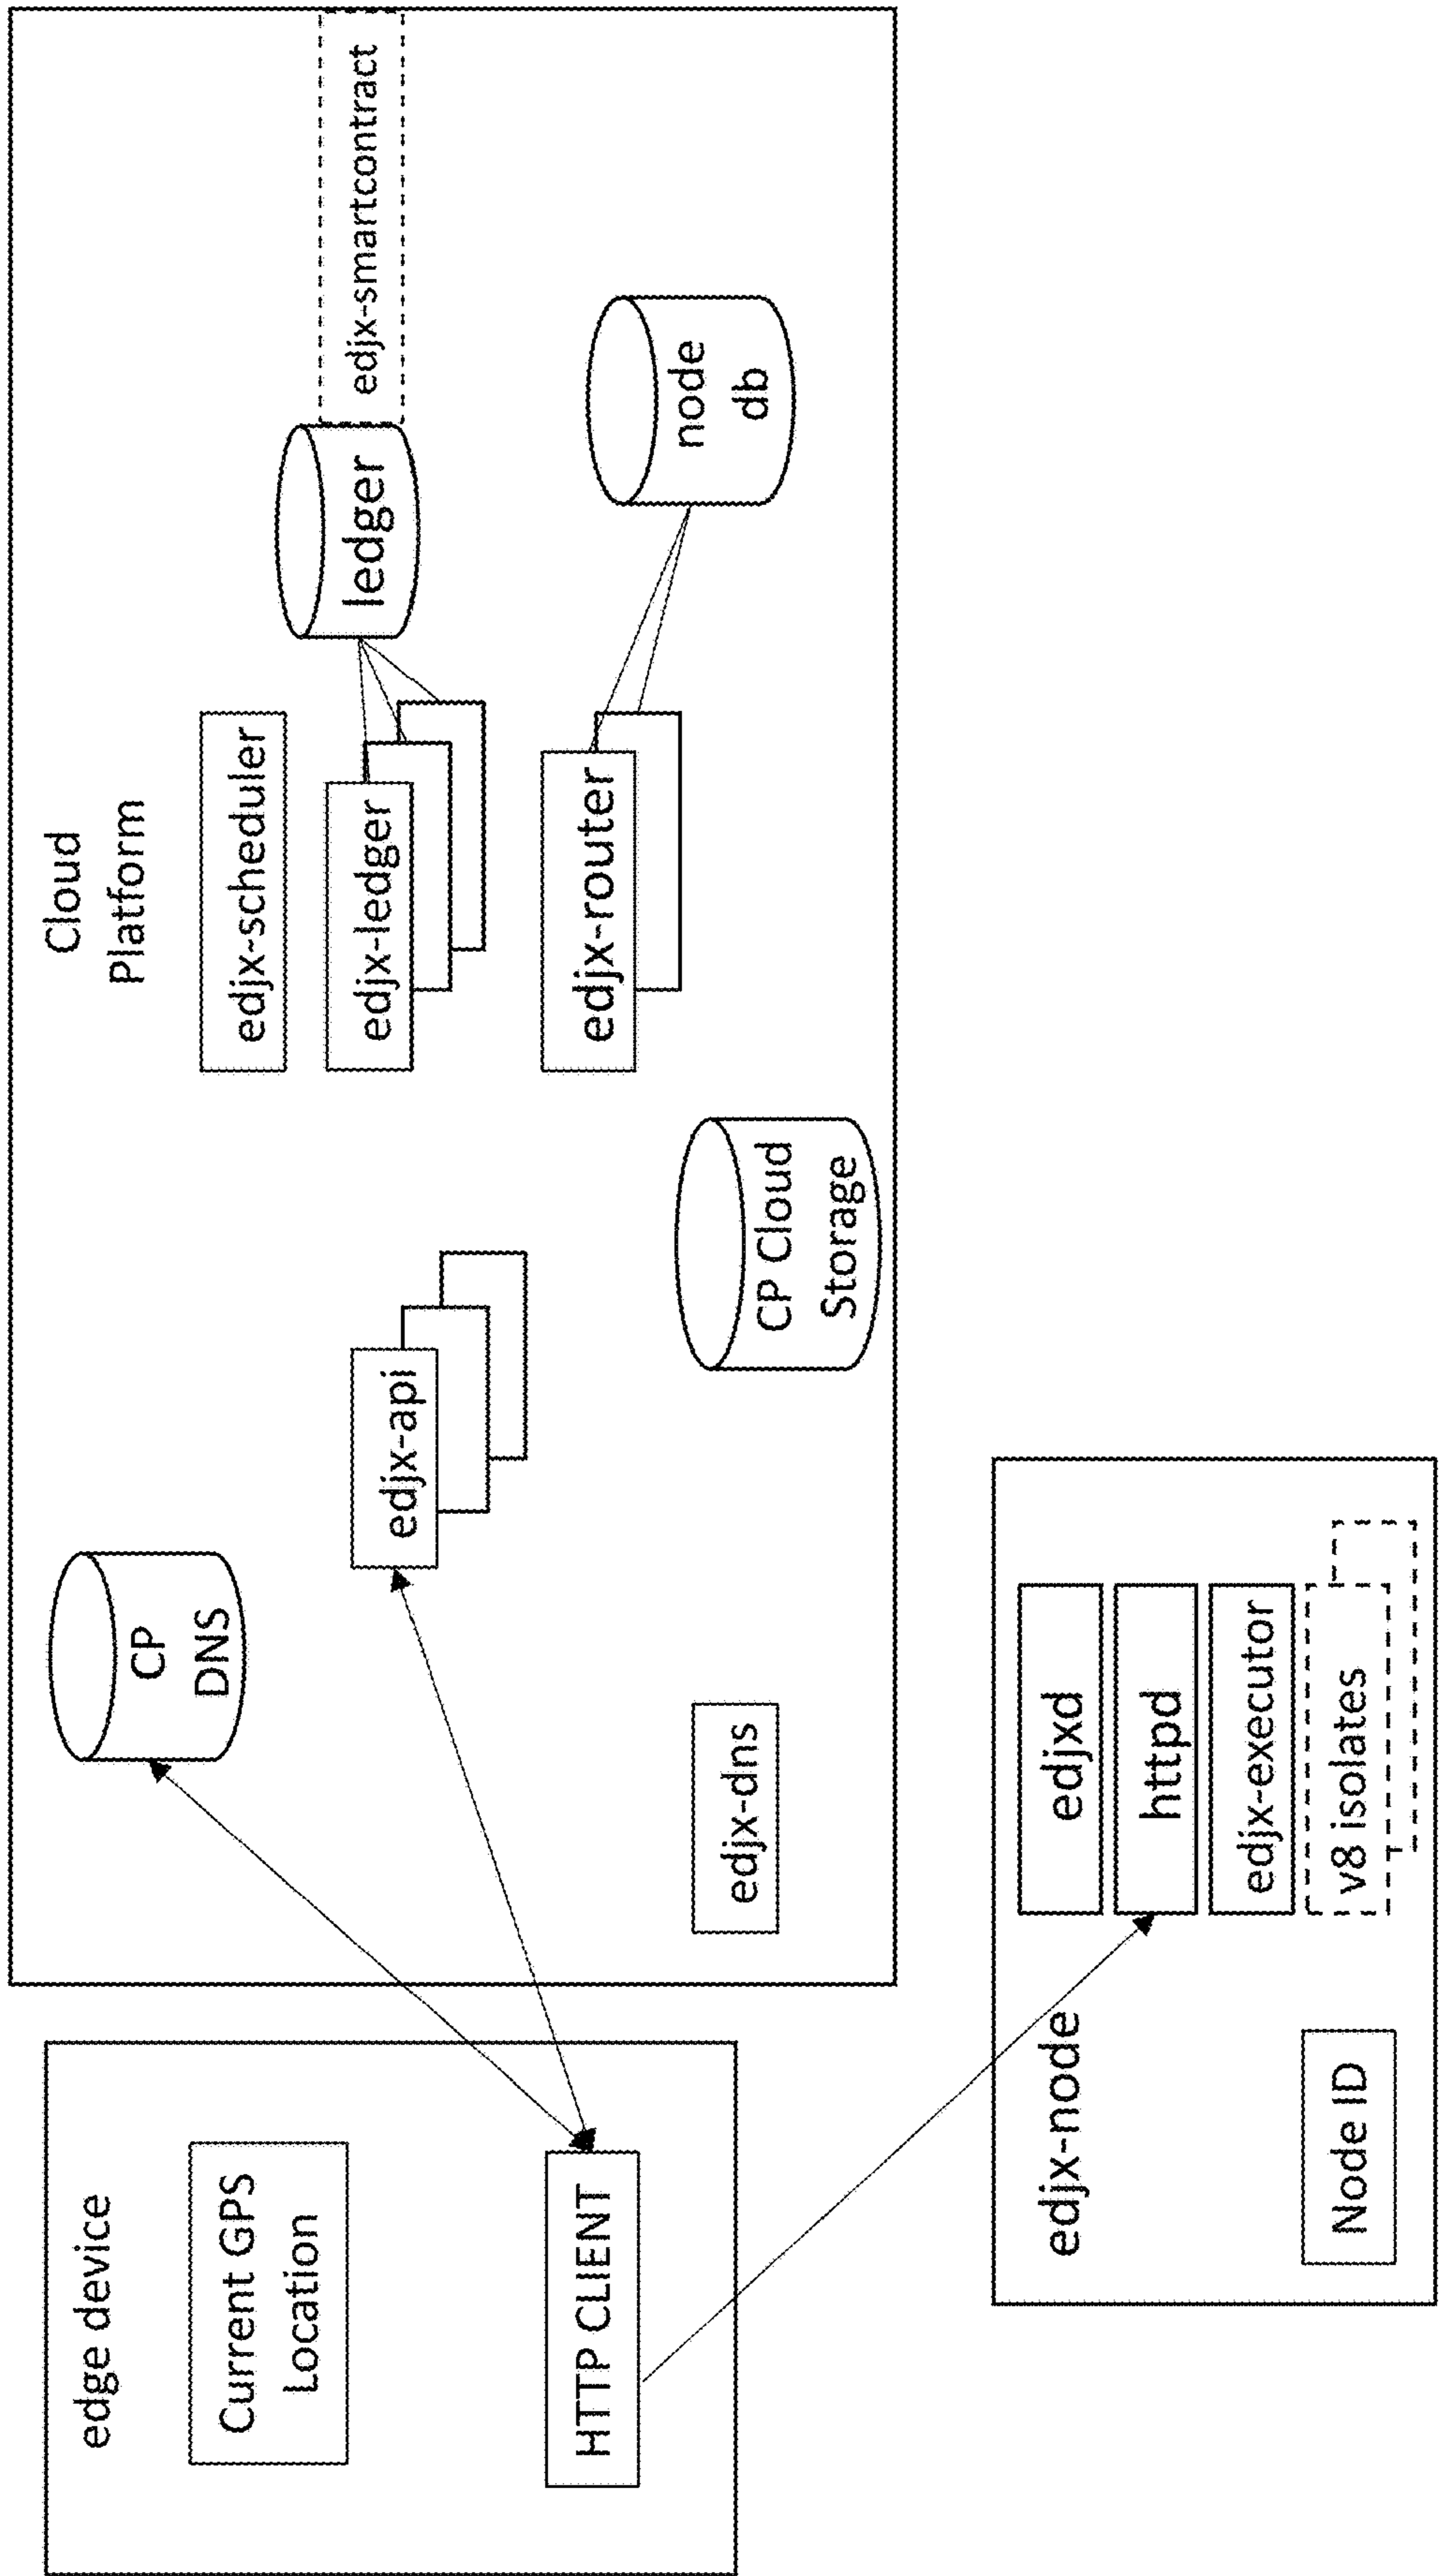 edge device
Current GPS
Location
HTTP CLIENT
Cloud
Platform
CP
DNS
edjx-api
edjx-dns
CP Cloud
Storage
edjx-scheduler
edjx-ledger
edjx-router
ledger
edjx-smartcontract
node
db
edjx-node
Node ID
edjxd
httpd
edjx-executor
v8 isolates